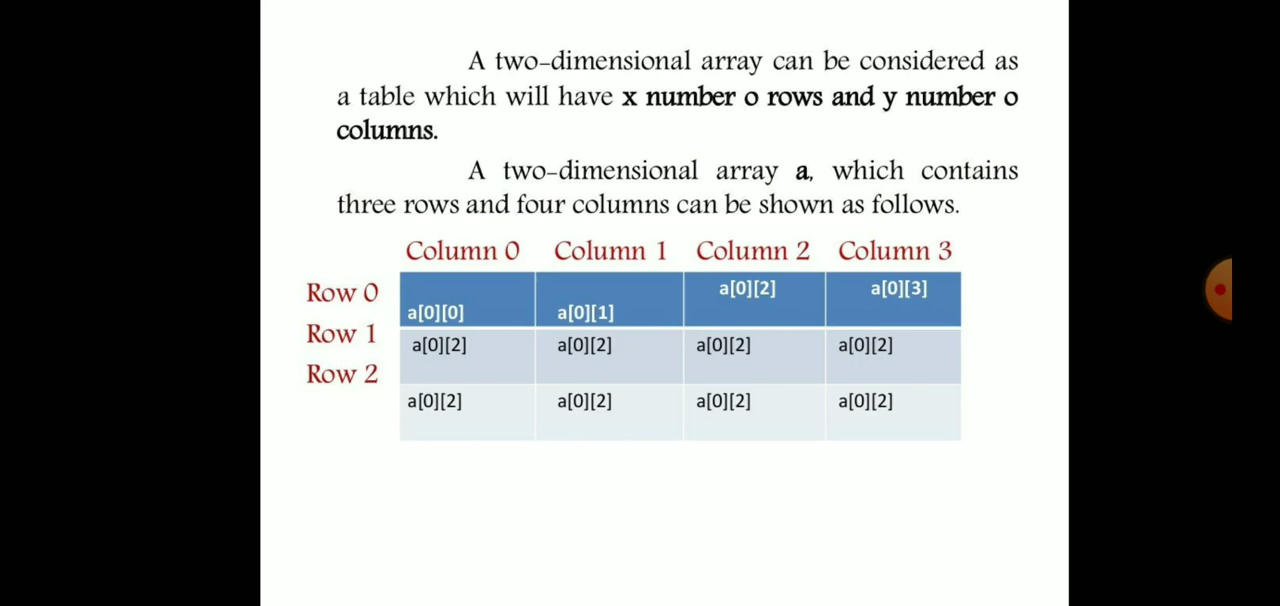 A two-dimensional array can be considered as
a table which will have x number o rows and y number o
columns.
A two-dimensional array a, which contains
three rows and four columns can be shown as follows.
Column 0 Column 1 Column 2 Column 3
Row 0 a[0][0] a[0][1] a[0][2] a[0][3]
Row 1 a[0][2] a[0][2] a[0][2] a[0][2]
Row 2 a[0][2] a[0][2] a[0][2] a[0][2]